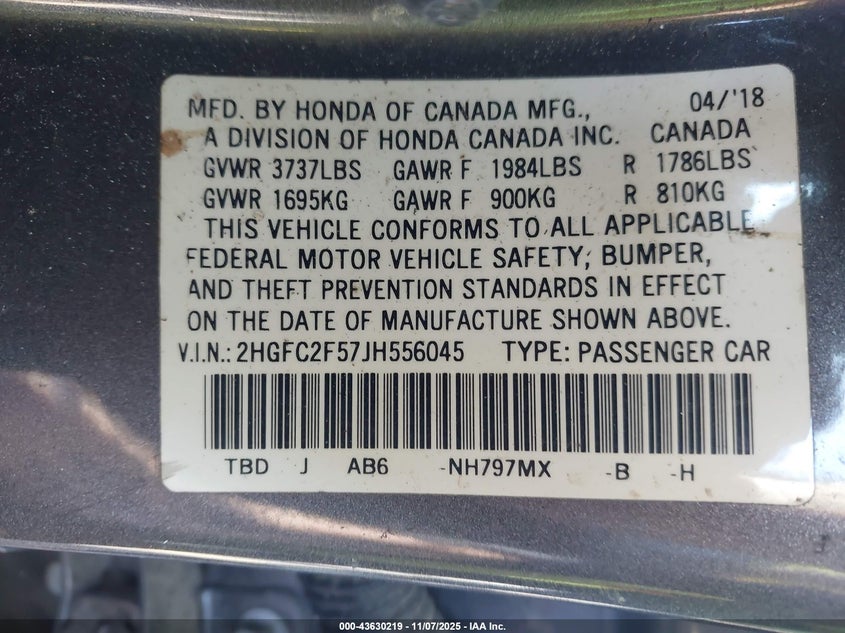 MFD. BY HONDA OF CANADA MFG., 04/'18
A DIVISION OF HONDA CANADA INC. CANADA
GVWR 3737LBS GAWR F 1984LBS R 1786LBS
GVWR 1695KG GAWR F 900KG R 810KG
THIS VEHICLE CONFORMS TO ALL APPLICABLE
FEDERAL MOTOR VEHICLE SAFETY, BUMPER,
AND THEFT PREVENTION STANDARDS IN EFFECT
ON THE DATE OF MANUFACTURE SHOWN ABOVE.
V.I.N.: 2HGFC2F57JH556045 TYPE: PASSENGER CAR
TBD J AB6 -NH797MX -B -H
000-43630219 - 11/07/2025 - IAA Inc.